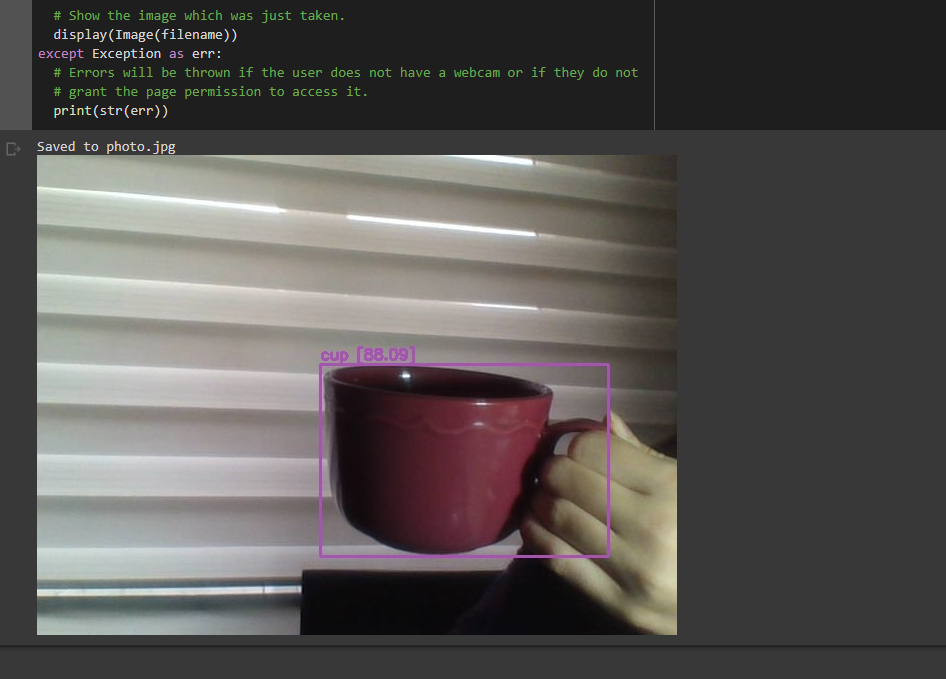 # Show the image which was just taken.
display(Image(filename))
except Exception as err:
# Errors will be thrown if the user does not have a webcam or if they do not
# grant the page permission to access it.
print(str(err))
Saved to photo.jpg
cup [88.09]